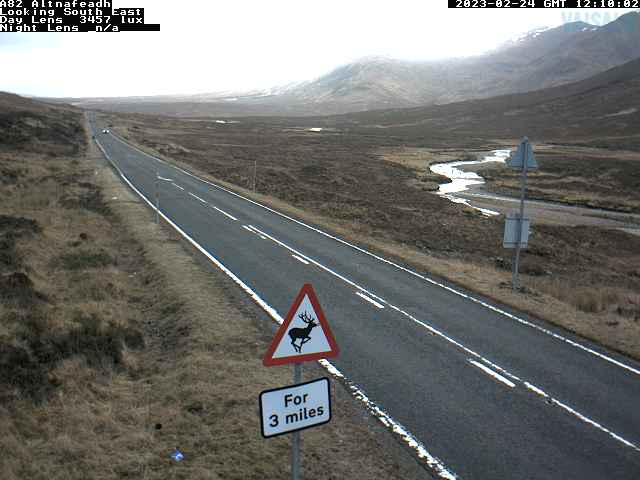 A82 Altnafeadh
Looking South East
Day Lens 3457 lux
Night Lens n/a
2023-02-24 GMT 12:10:02
VAISALA
For
3 miles